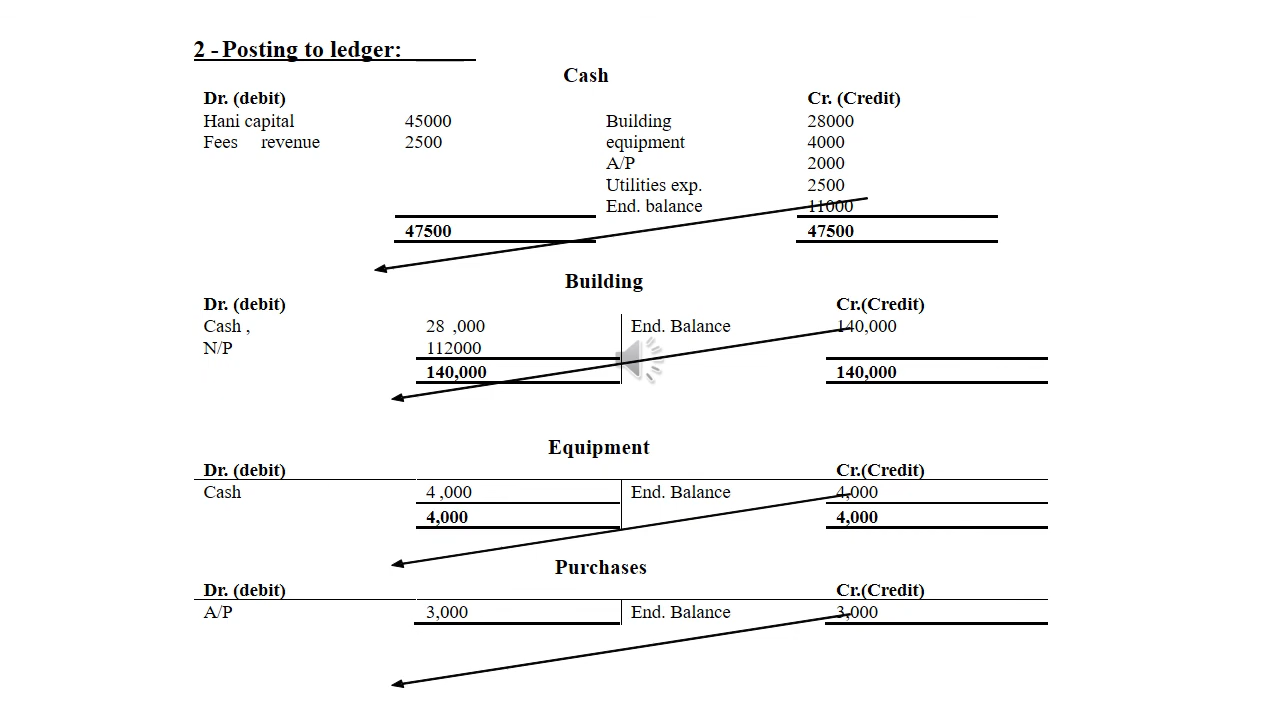 2 - Posting to ledger:
Cash
Dr. (debit) Cr. (Credit)
Hani capital 45000 Building 28000
Fees revenue 2500 equipment 4000
A/P 2000
Utilities exp. 2500
End. balance 11000
47500 47500
Building
Dr. (debit) Cr.(Credit)
Cash , 28 ,000 End. Balance 140,000
N/P 112000
140,000 140,000
Equipment
Dr. (debit) Cr.(Credit)
Cash 4 ,000 End. Balance 4,000
4,000 4,000
Purchases
Dr. (debit) Cr.(Credit)
A/P 3,000 End. Balance 3,000